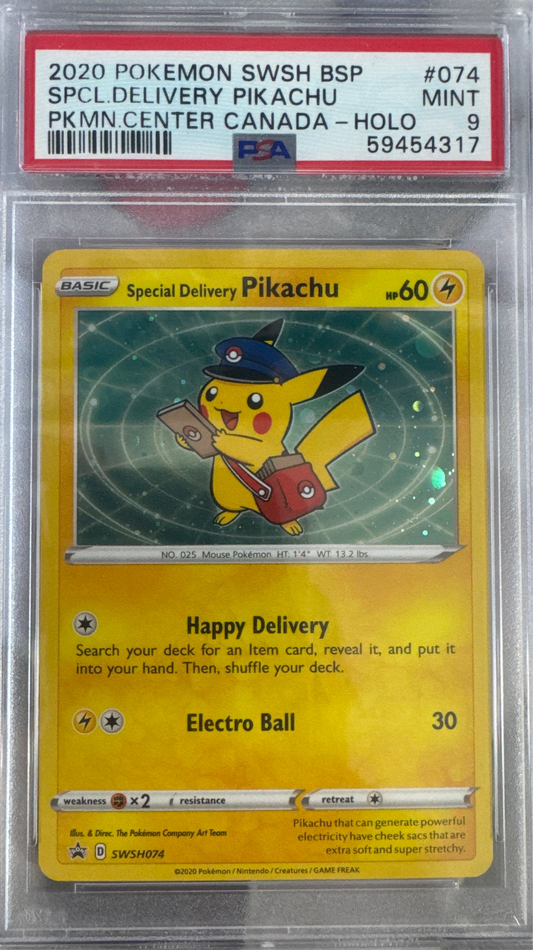 2020 POKEMON SWSH BSP #074
SPCL.DELIVERY PIKACHU MINT
PKMN.CENTER CANADA-HOLO 9
PSA 59454317
BASIC Special Delivery Pikachu HP60
NO. 025 Mouse Pokémon HT: 1'4" WT: 13.2 lbs.
Happy Delivery
Search your deck for an Item card, reveal it, and put it
into your hand. Then, shuffle your deck.
Electro Ball 30
weakness ×2 resistance retreat
Pikachu that can generate powerful
electricity have cheek sacs that are
extra soft and super stretchy.
Illus. & Direc. The Pokémon Company Art Team
D SWSH074
©2020 Pokémon / Nintendo / Creatures / GAME FREAK